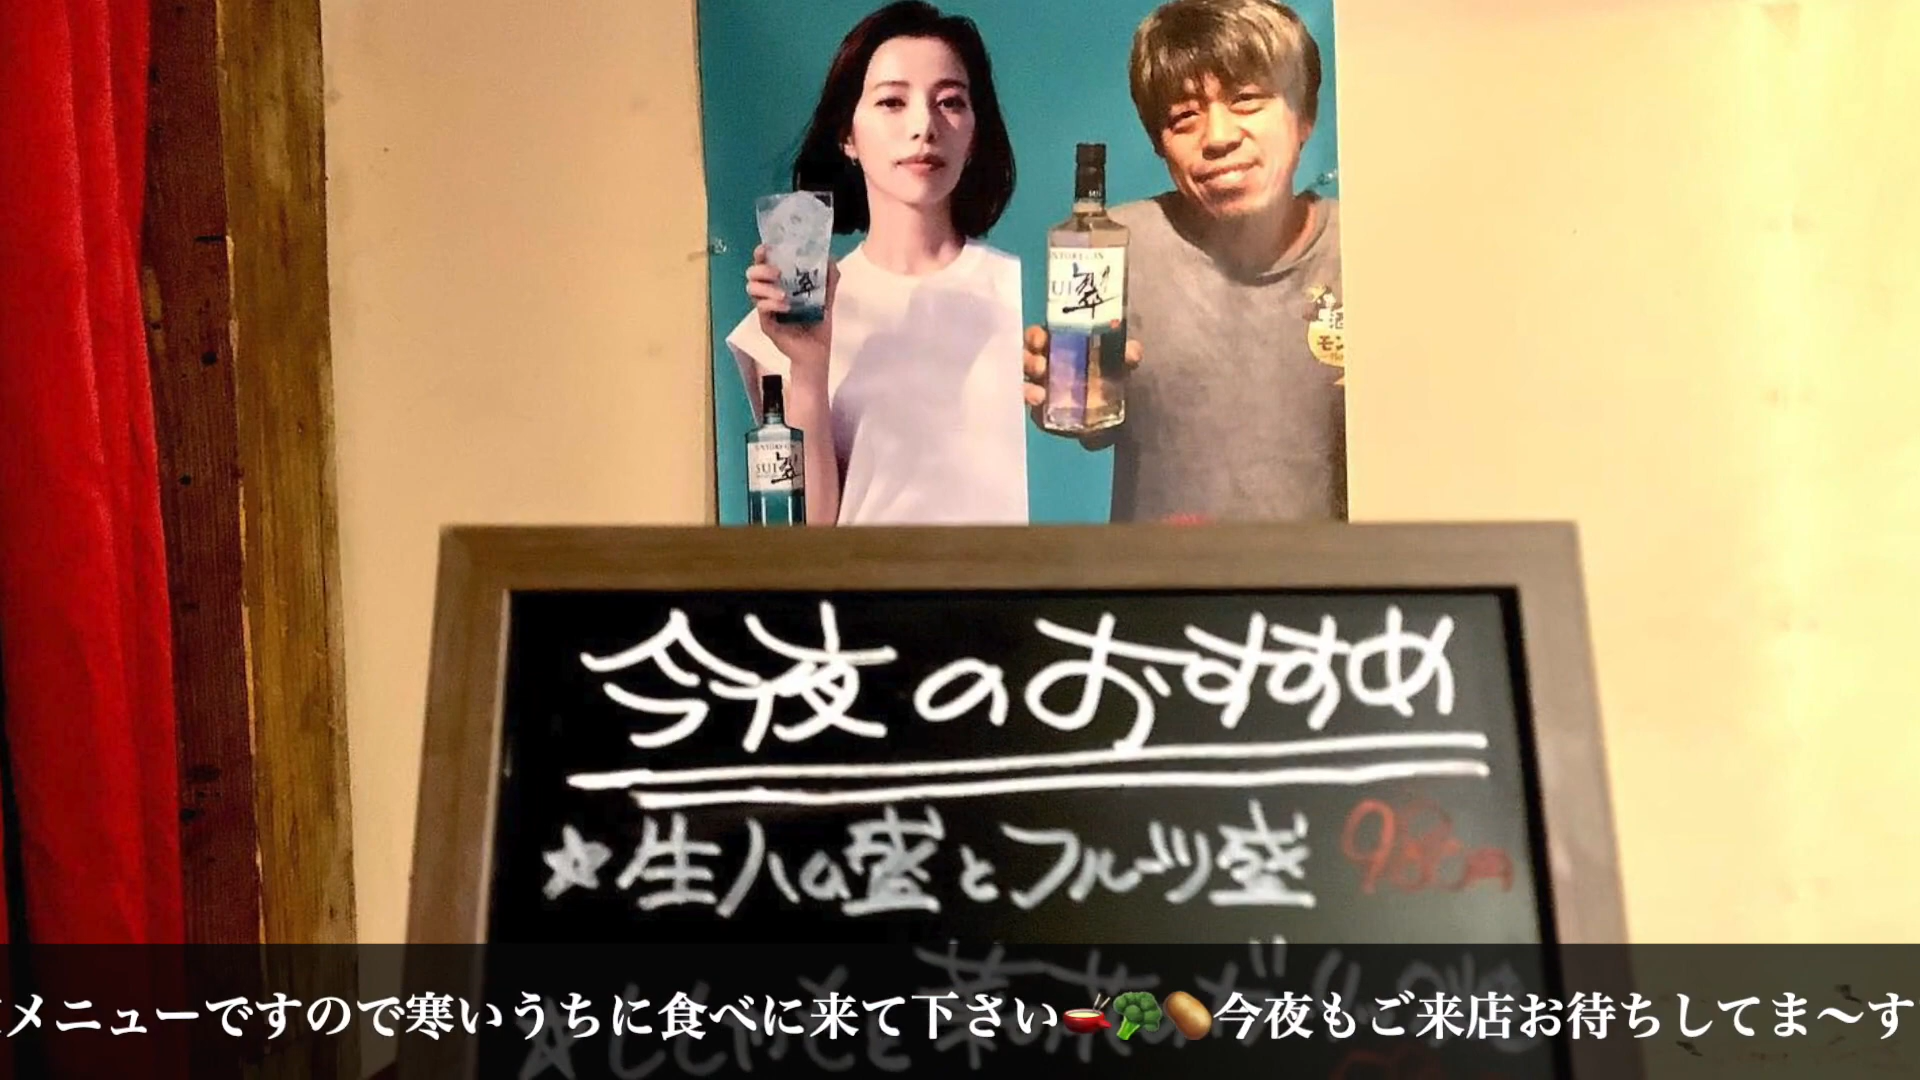 翠
SUNTORY GIN
翠
SUNTORY GIN
SUI 翠
今夜のおすすめ
★生ハム盛とフルーツ盛 980円
メニューですので寒いうちに食べに来て下さい🍲🥦🥔今夜もご来店お待ちしてま〜す